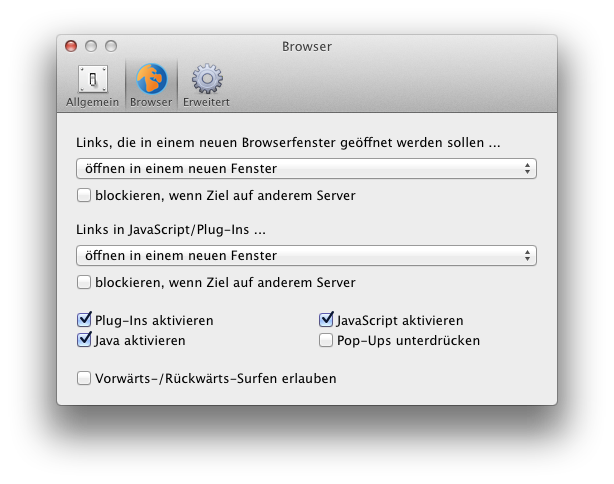 Browser
Allgemein Browser Erweitert
Links, die in einem neuen Browserfenster geöffnet werden sollen ...
öffnen in einem neuen Fenster
blockieren, wenn Ziel auf anderem Server
Links in JavaScript/Plug-Ins ...
öffnen in einem neuen Fenster
blockieren, wenn Ziel auf anderem Server
Plug-Ins aktivieren JavaScript aktivieren
Java aktivieren Pop-Ups unterdrücken
Vorwärts-/Rückwärts-Surfen erlauben